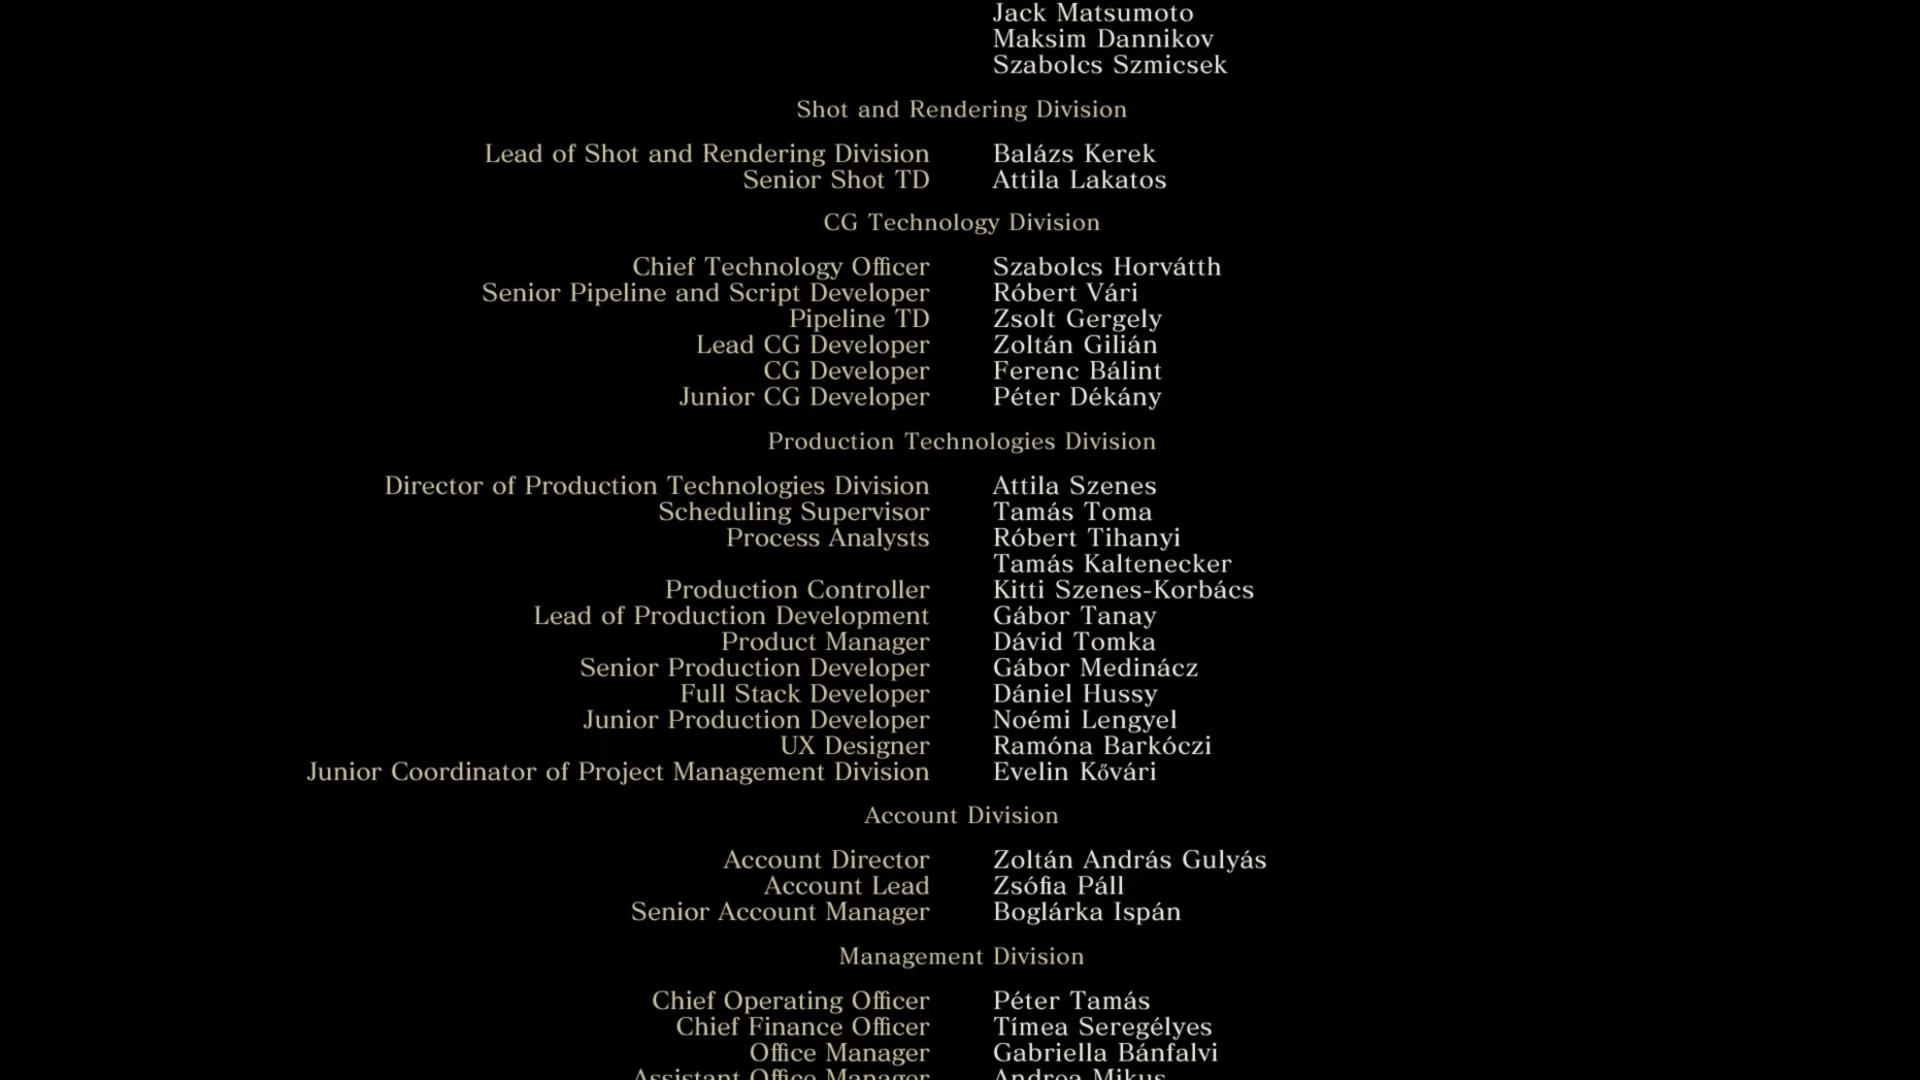 Jack Matsumoto
Maksim Dannikov
Szabolcs Szmicsek
Shot and Rendering Division
Lead of Shot and Rendering Division Balázs Kerek
Senior Shot TD Attila Lakatos
CG Technology Division
Chief Technology Officer Szabolcs Horvátth
Senior Pipeline and Script Developer Róbert Vári
Pipeline TD Zsolt Gergely
Lead CG Developer Zoltán Gilián
CG Developer Ferenc Bálint
Junior CG Developer Péter Dékány
Production Technologies Division
Director of Production Technologies Division Attila Szenes
Scheduling Supervisor Tamás Toma
Process Analysts Róbert Tihanyi
Tamás Kaltenecker
Production Controller Kitti Szenes-Korbács
Lead of Production Development Gábor Tanay
Product Manager Dávid Tomka
Senior Production Developer Gábor Medinácz
Full Stack Developer Dániel Hussy
Junior Production Developer Noémi Lengyel
UX Designer Ramóna Barkóczi
Junior Coordinator of Project Management Division Evelin Kővári
Account Division
Account Director Zoltán András Gulyás
Account Lead Zsófia Páll
Senior Account Manager Boglárka Ispán
Management Division
Chief Operating Officer Péter Tamás
Chief Finance Officer Tímea Seregélyes
Office Manager Gabriella Bánfalvi
Assistant Office Manager Andrea Mikus